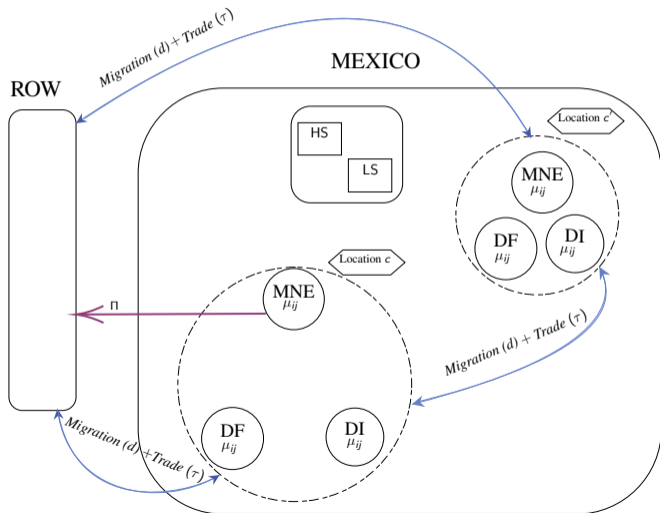 Migration (d) + Trade (τ)
MEXICO
ROW
HS
LS
Location c'
MNE
μij
DF
μij
DI
μij
Location c
MNE
μij
Π
Migration (d) + Trade (τ)
DF
μij
DI
μij
Migration (d) +Trade (τ)